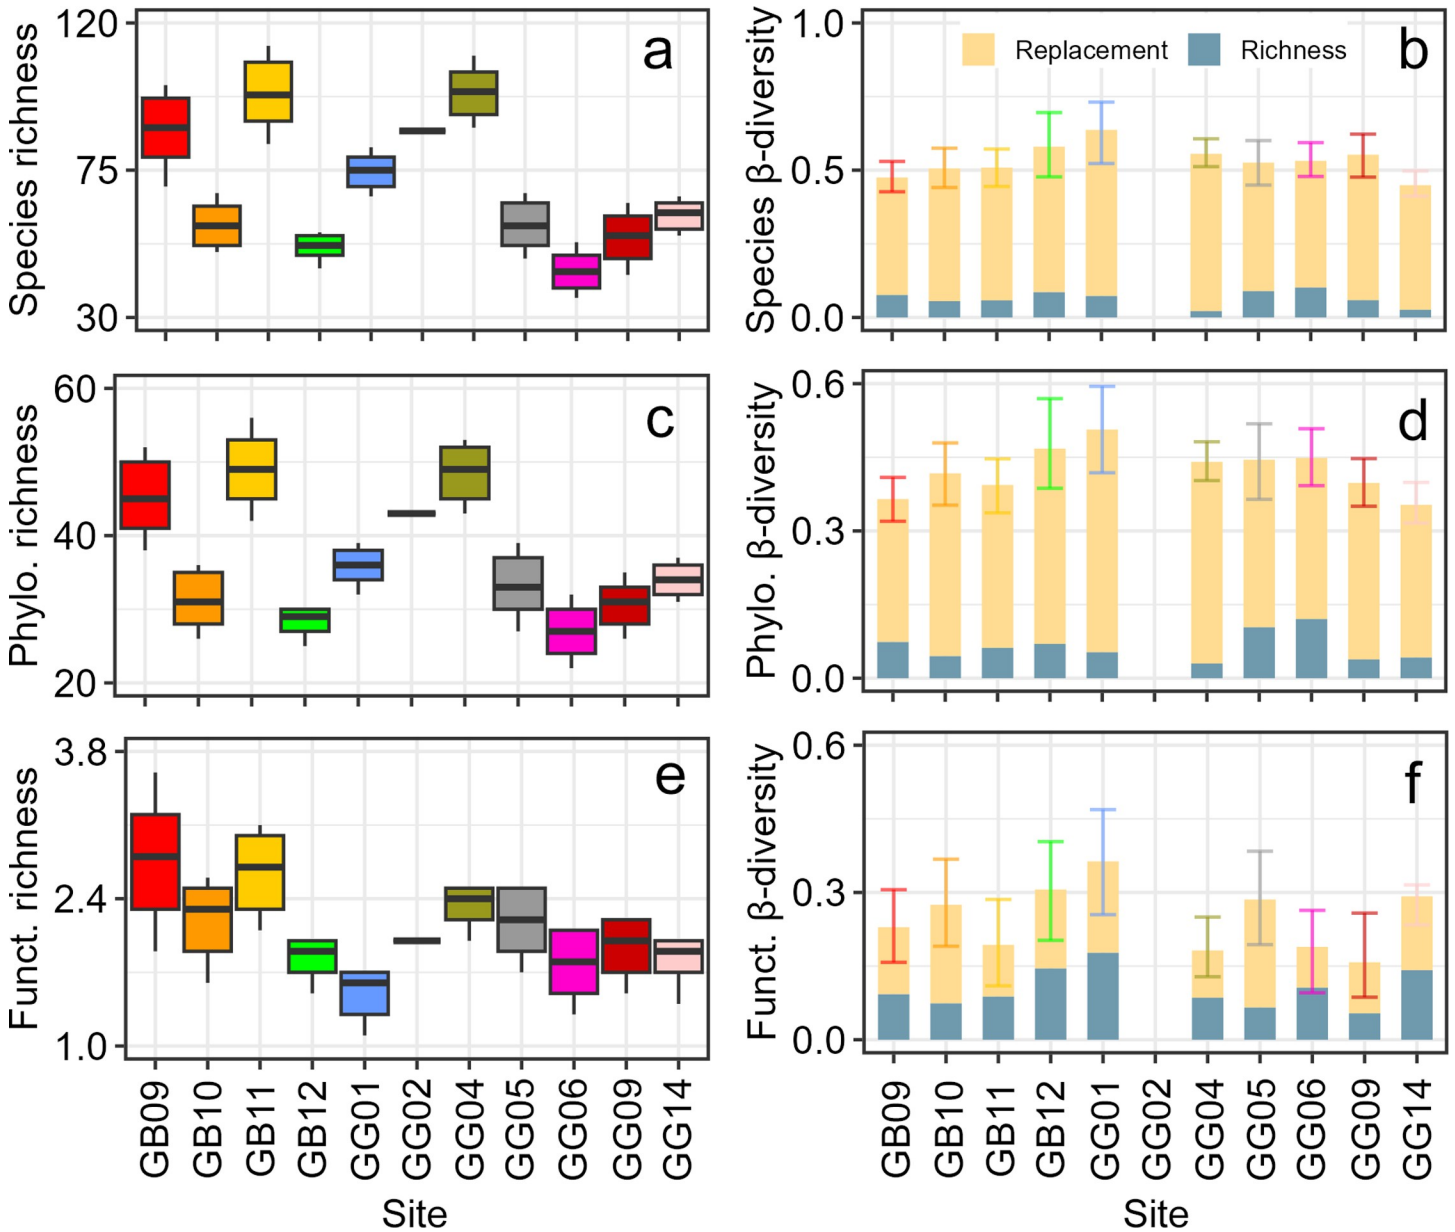 Species richness
120
75
30
a
Species β-diversity
1.0
0.5
0.0
Replacement
Richness
b
Phylo. richness
60
40
20
c
Phylo. β-diversity
0.6
0.3
0.0
d
Funct. richness
3.8
2.4
1.0
e
GB09
GB10
GB11
GB12
GG01
GG02
GG04
GG05
GG06
GG09
GG14
Site
Funct. β-diversity
0.6
0.3
0.0
f
GB09
GB10
GB11
GB12
GG01
GG02
GG04
GG05
GG06
GG09
GG14
Site